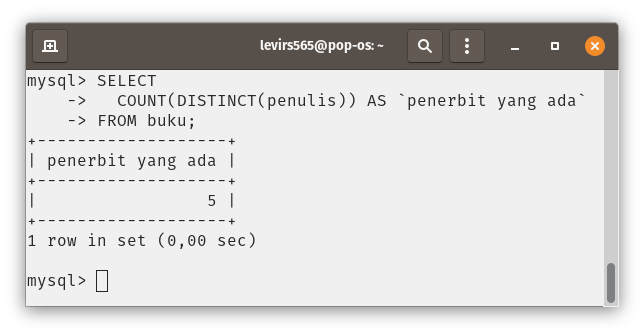 levirs565@pop-os: ~
mysql> SELECT
    ->   COUNT(DISTINCT(penulis)) AS `penerbit yang ada`
    -> FROM buku;
+-------------------+
| penerbit yang ada |
+-------------------+
|                 5 |
+-------------------+
1 row in set (0,00 sec)
mysql>